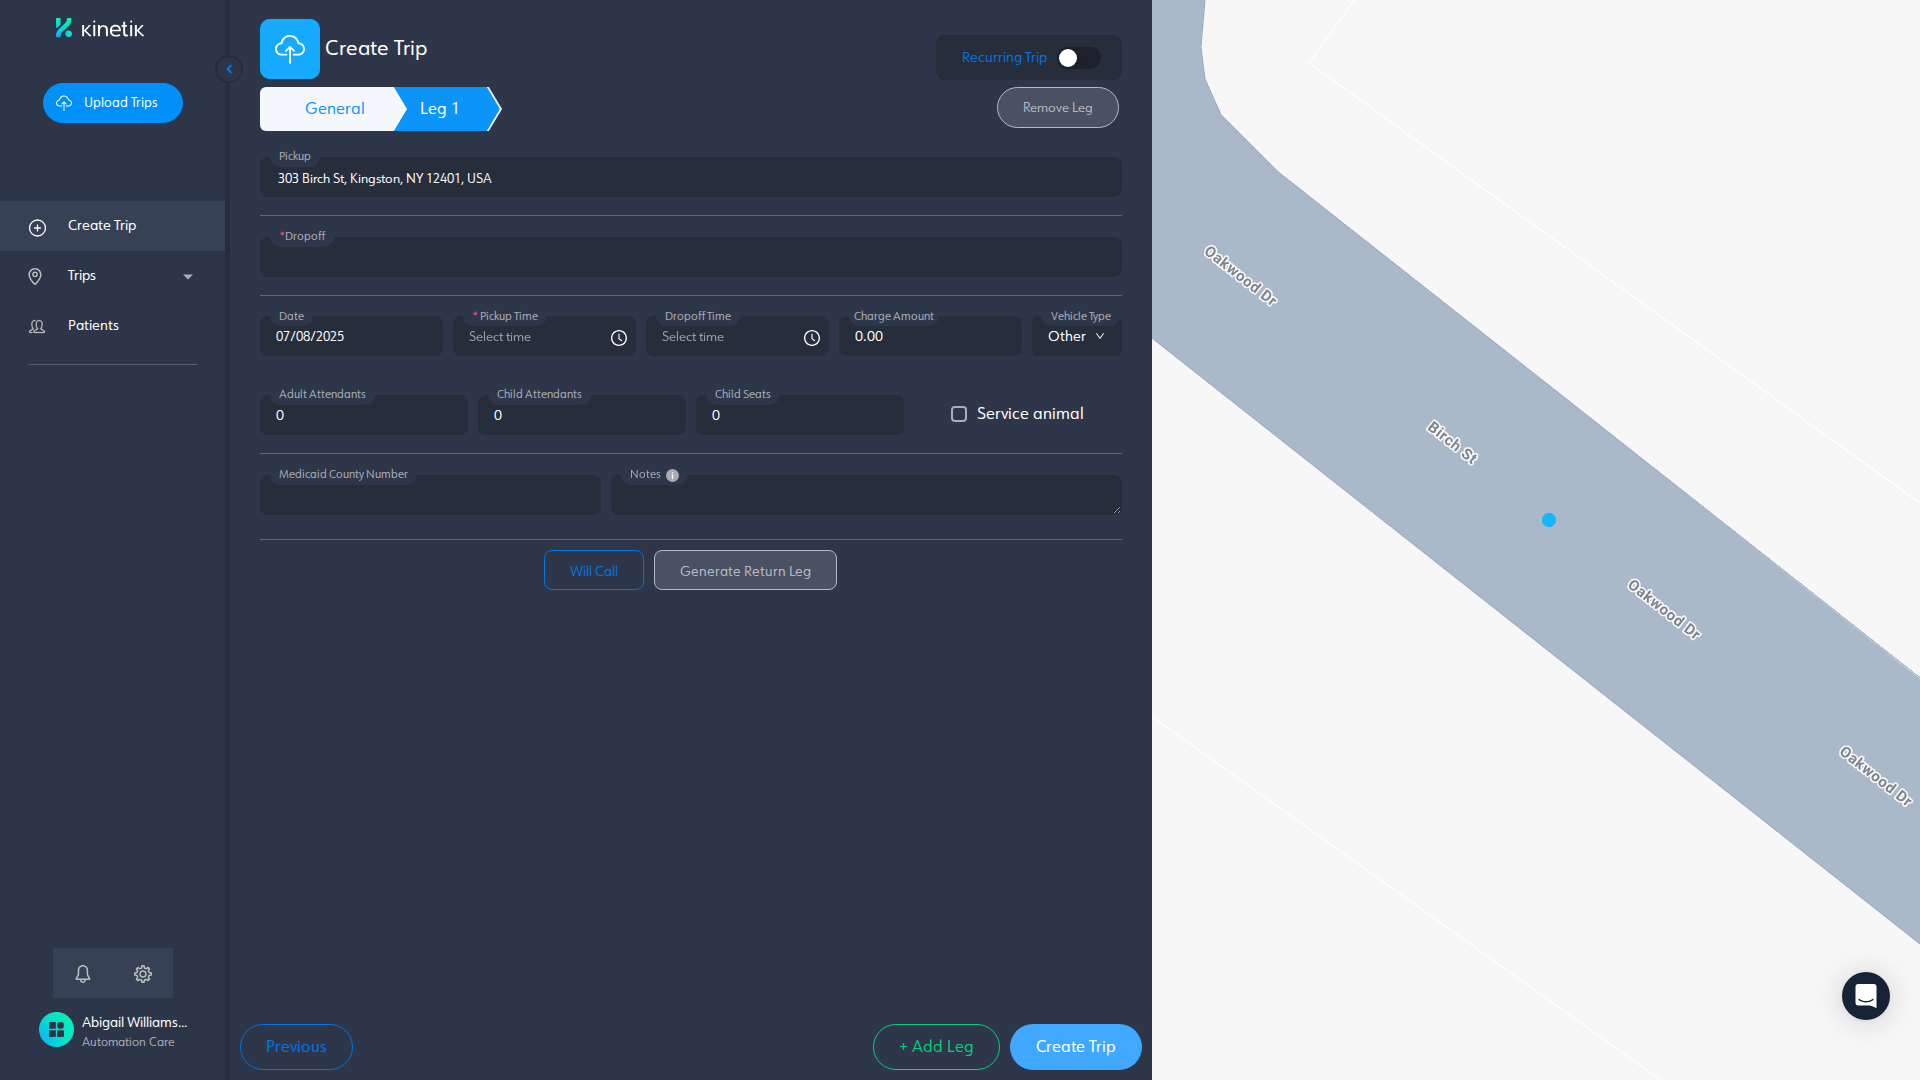 kinetik
Upload Trips
Create Trip
Trips
Patients
Abigail Williams...
Automation Care
Create Trip
Recurring Trip
General
Leg 1
Remove Leg
Pickup
303 Birch St, Kingston, NY 12401, USA
*Dropoff
Date
07/08/2025
* Pickup Time
Select time
Dropoff Time
Select time
Charge Amount
0.00
Vehicle Type
Other
Adult Attendants
0
Child Attendants
0
Child Seats
0
Service animal
Medicaid County Number
Notes
Will Call
Generate Return Leg
Previous
+ Add Leg
Create Trip
Oakwood Dr
Birch St
Oakwood Dr
Oakwood Dr